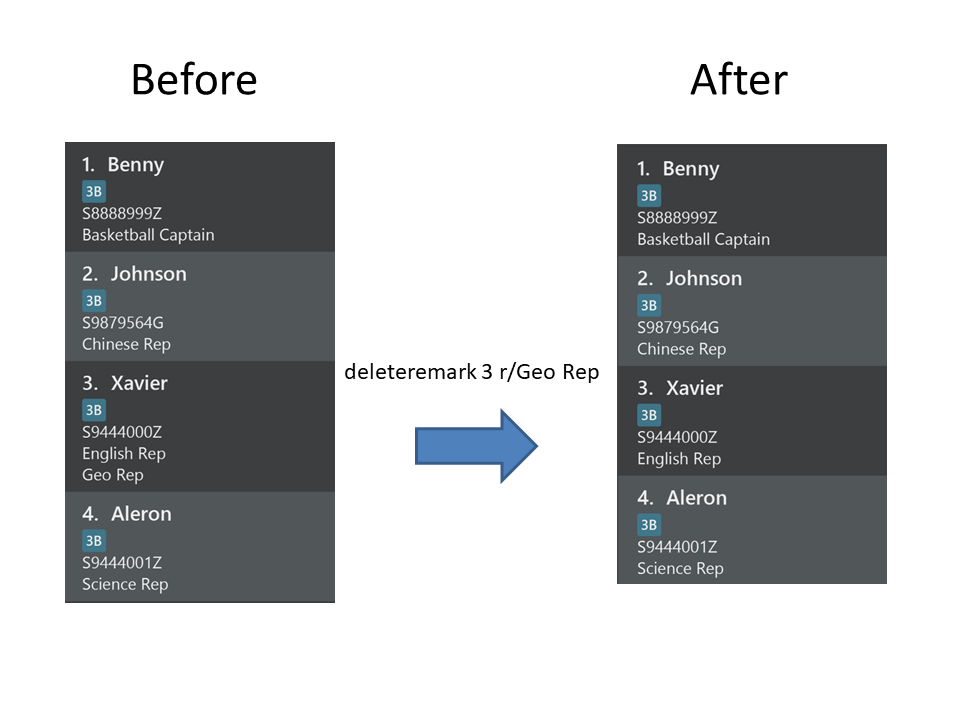 Before
After
1. Benny
3B
S8888999Z
Basketball Captain
2. Johnson
3B
S9879564G
Chinese Rep
3. Xavier
3B
S9444000Z
English Rep
Geo Rep
4. Aleron
3B
S9444001Z
Science Rep
deleteremark 3 r/Geo Rep
1. Benny
3B
S8888999Z
Basketball Captain
2. Johnson
3B
S9879564G
Chinese Rep
3. Xavier
3B
S9444000Z
English Rep
4. Aleron
3B
S9444001Z
Science Rep